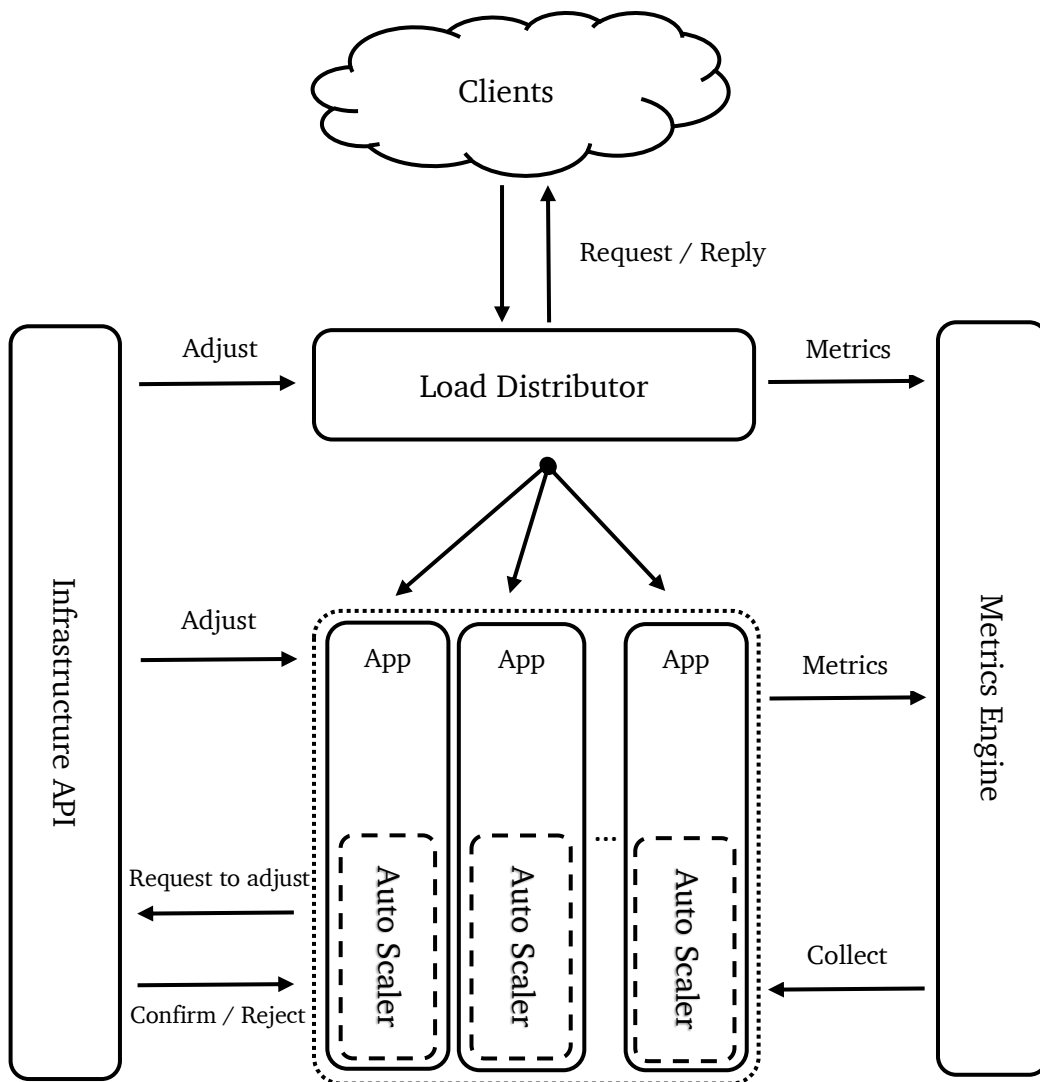 Clients
Request / Reply
Adjust
Load Distributor
Metrics
Infrastructure API
Adjust
App
App
App
Metrics
Metrics Engine
...
Request to adjust
Auto Scaler
Auto Scaler
Auto Scaler
Collect
Confirm / Reject